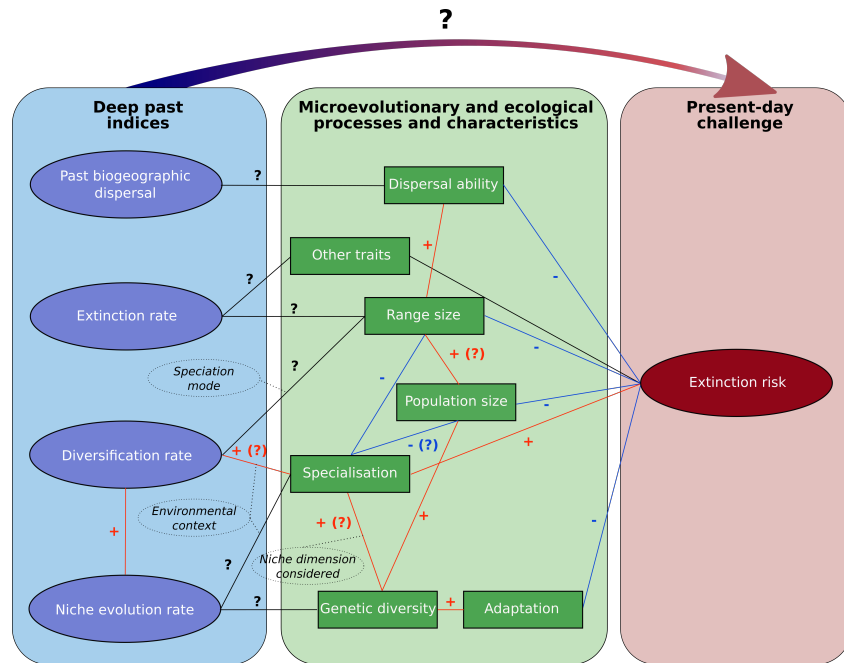 ?
Deep past
indices
Microevolutionary and ecological
processes and characteristics
Present-day
challenge
Past biogeographic
dispersal
?
Dispersal ability
+
-
Other traits
?
Extinction rate
?
Range size
-
+ (?)
Speciation
mode
?
-
Population size
-
Extinction risk
Diversification rate
+ (?)
- (?)
+
Specialisation
Environmental
context
+
+ (?)
+
-
Niche dimension
considered
?
Niche evolution rate
?
Genetic diversity
+
Adaptation